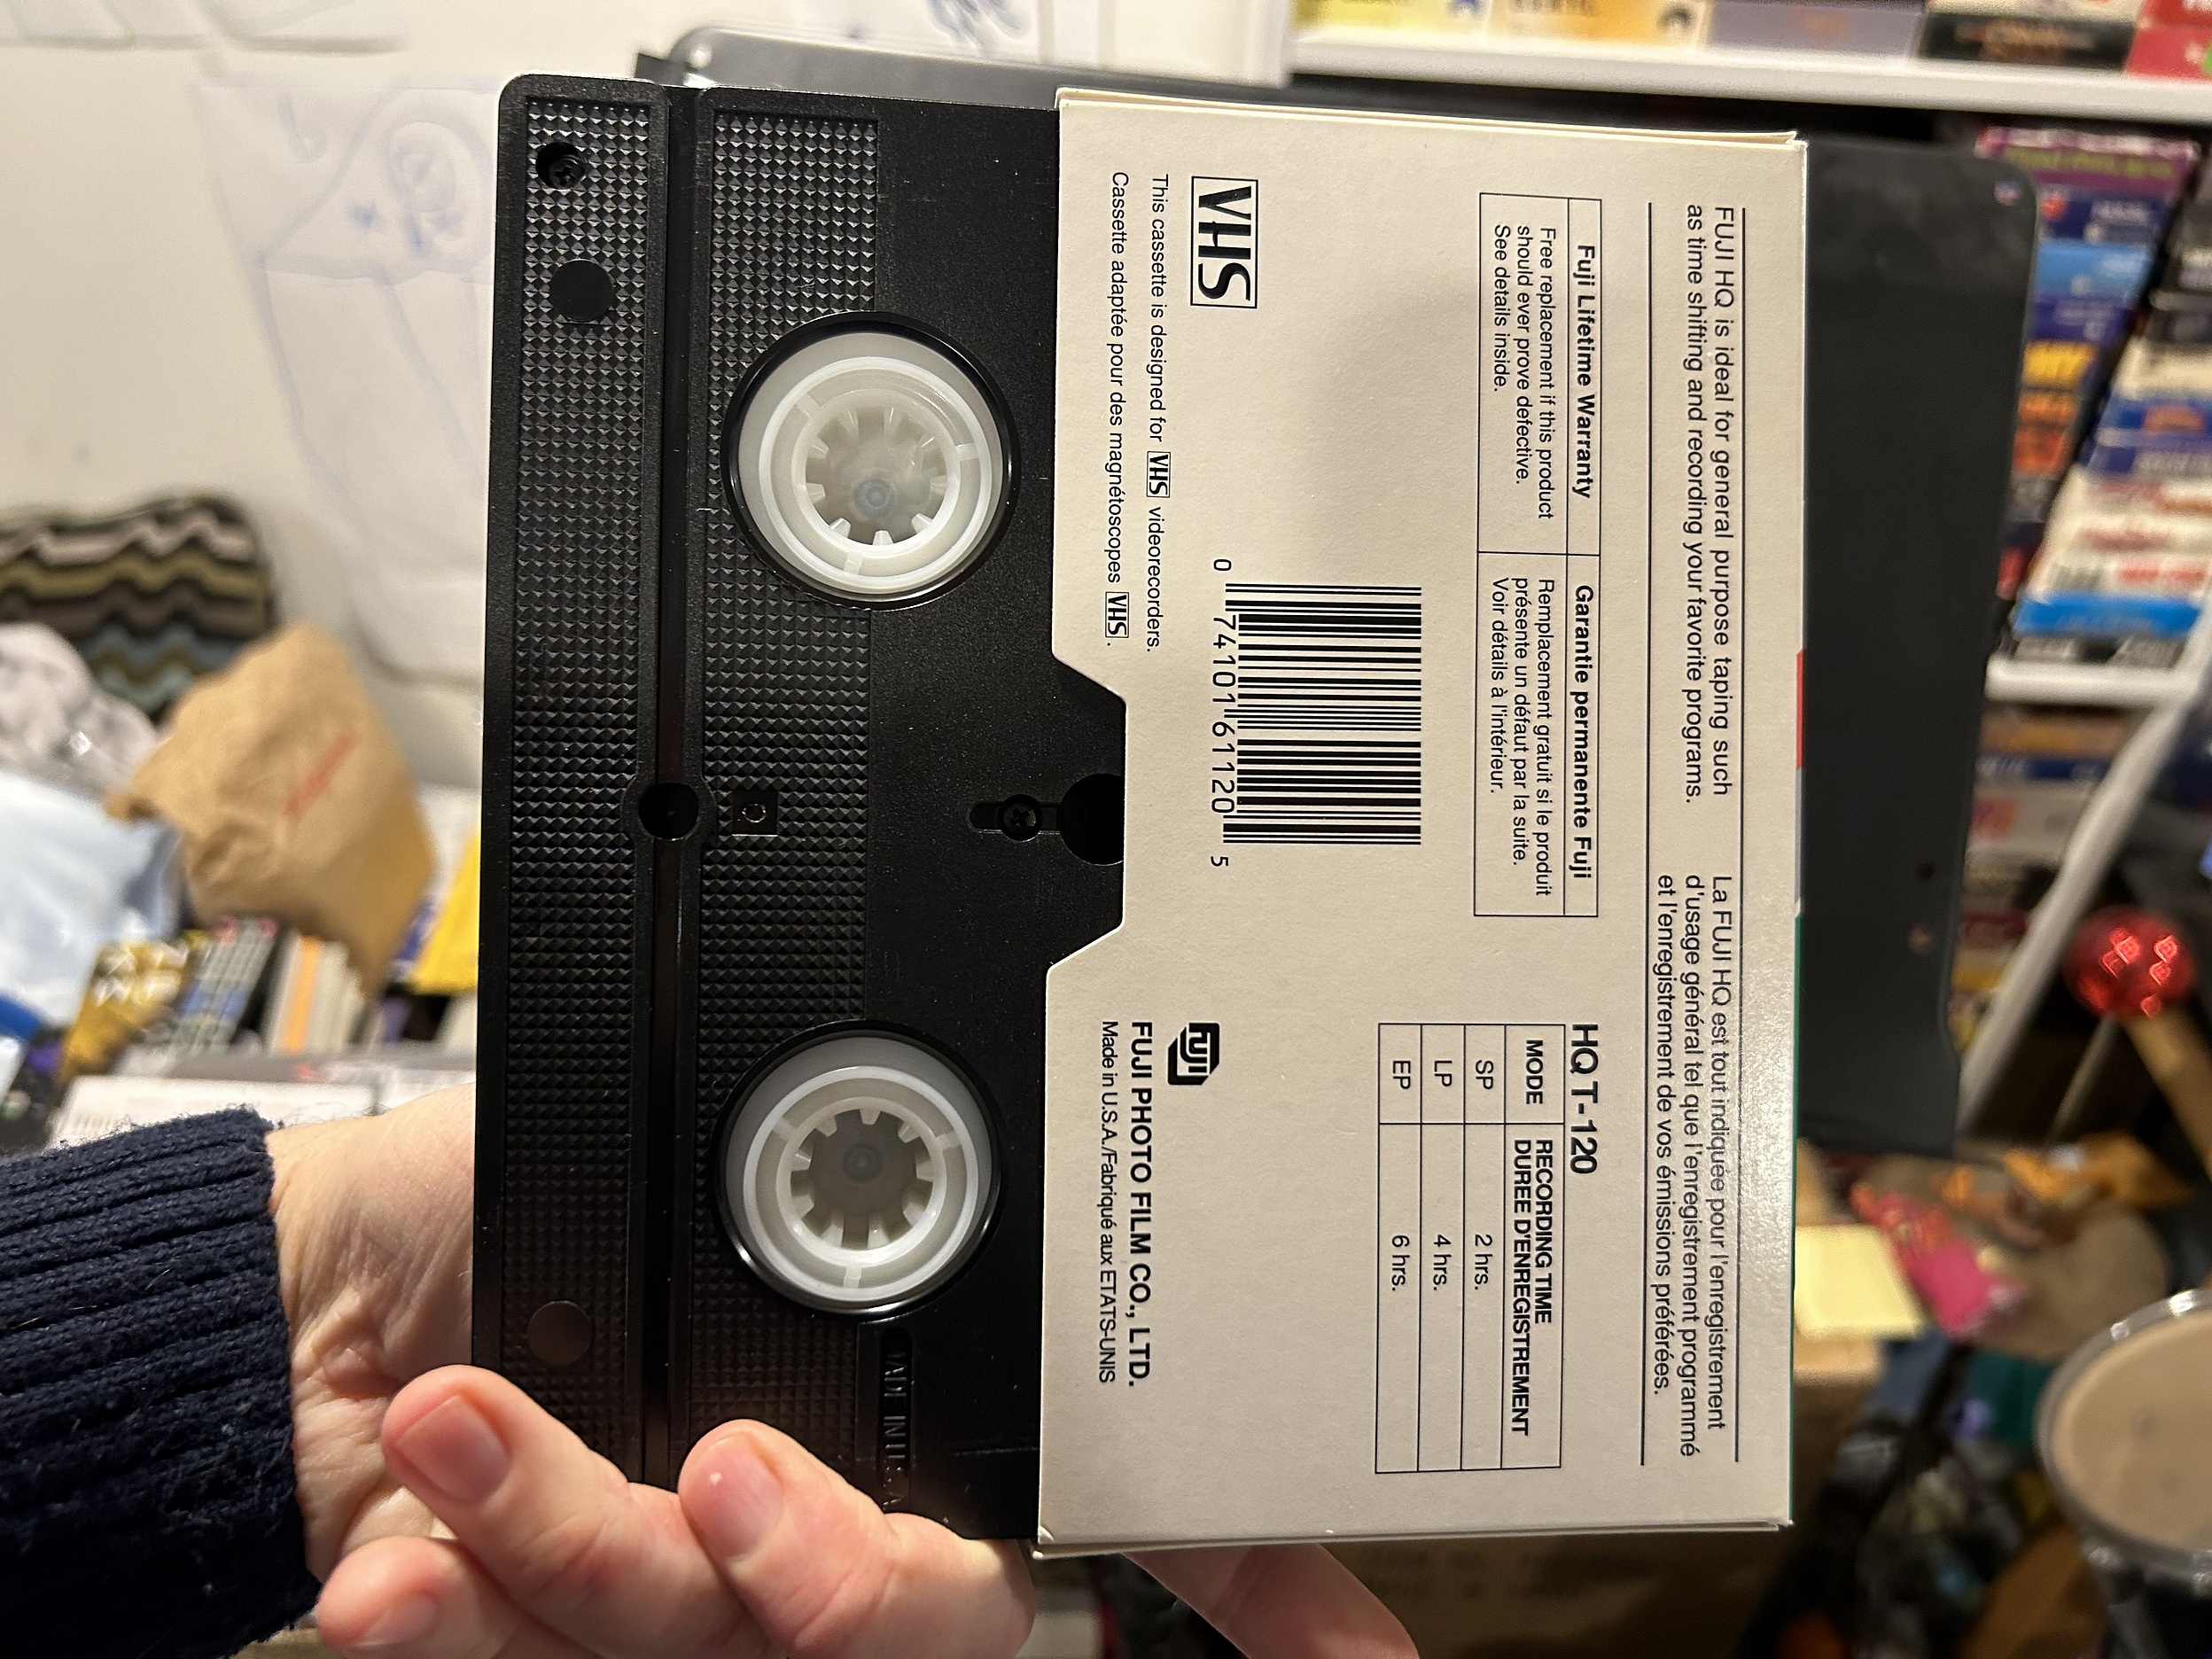 FUJI HQ is ideal for general purpose taping such
as time shifting and recording your favorite programs.
La FUJI HQ est tout indiquée pour l'enregistrement
d'usage général tel que l'enregistrement programmé
et l'enregistrement de vos émissions préférées.
Fuji Lifetime Warranty
Free replacement if this product
should ever prove defective.
See details inside.
Garantie permanente Fuji
Remplacement gratuit si le produit
présente un défaut par la suite.
Voir détails à l'intérieur.
HQ T-120
MODE
RECORDING TIME
DUREE D'ENREGISTREMENT
SP 2 hrs.
LP 4 hrs.
EP 6 hrs.
0 74101 61120 5
VHS
This cassette is designed for VHS videorecorders.
Cassette adaptée pour des magnétoscopes VHS.
FUJI
FUJI PHOTO FILM CO., LTD.
Made in U.S.A./Fabriqué aux ETATS-UNIS
MADE IN U.S.A.